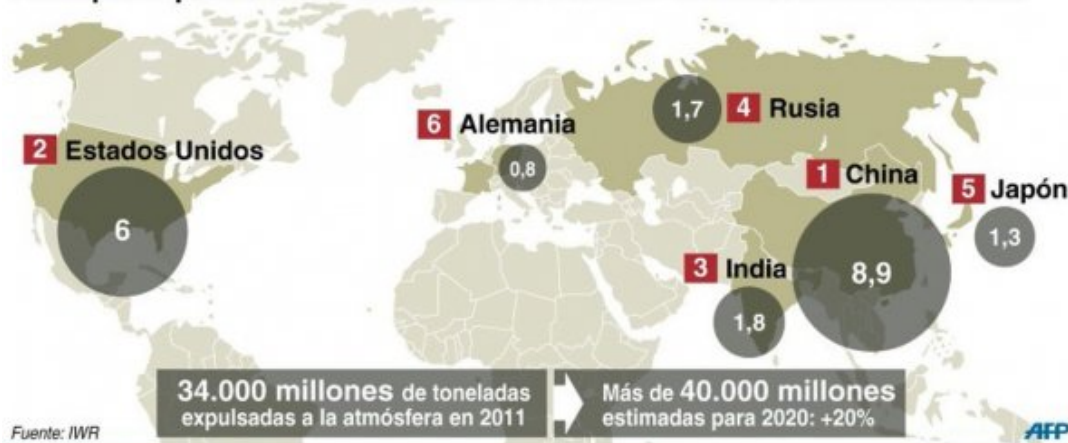 2 Estados Unidos
6
6 Alemania
0,8
1,7
4 Rusia
1 China
8,9
5 Japón
1,3
3 India
1,8
34.000 millones de toneladas
expulsadas a la atmósfera en 2011
Más de 40.000 millones
estimadas para 2020: +20%
Fuente: IWR
AFP